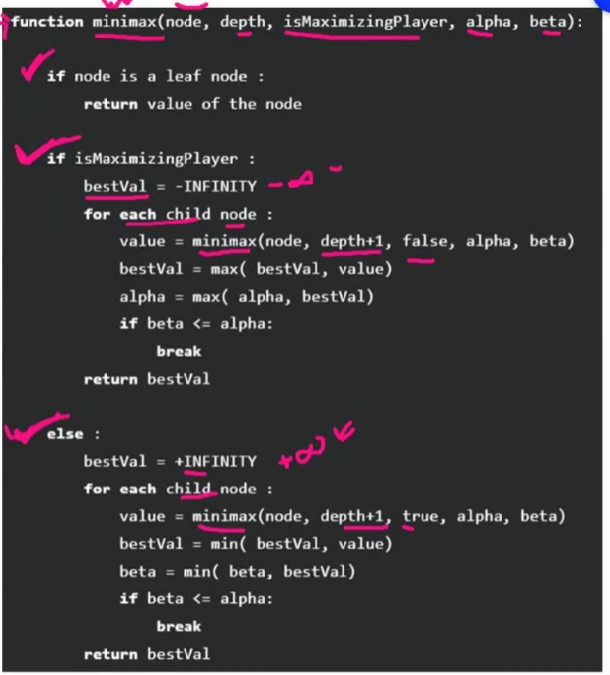 function minimax(node, depth, isMaximizingPlayer, alpha, beta):
if node is a leaf node :
return value of the node
if isMaximizingPlayer :
bestVal = -INFINITY -∞
for each child node :
value = minimax(node, depth+1, false, alpha, beta)
bestVal = max( bestVal, value)
alpha = max( alpha, bestVal)
if beta <= alpha:
break
return bestVal
else :
bestVal = +INFINITY +∞
for each child node :
value = minimax(node, depth+1, true, alpha, beta)
bestVal = min( bestVal, value)
beta = min( beta, bestVal)
if beta <= alpha:
break
return bestVal